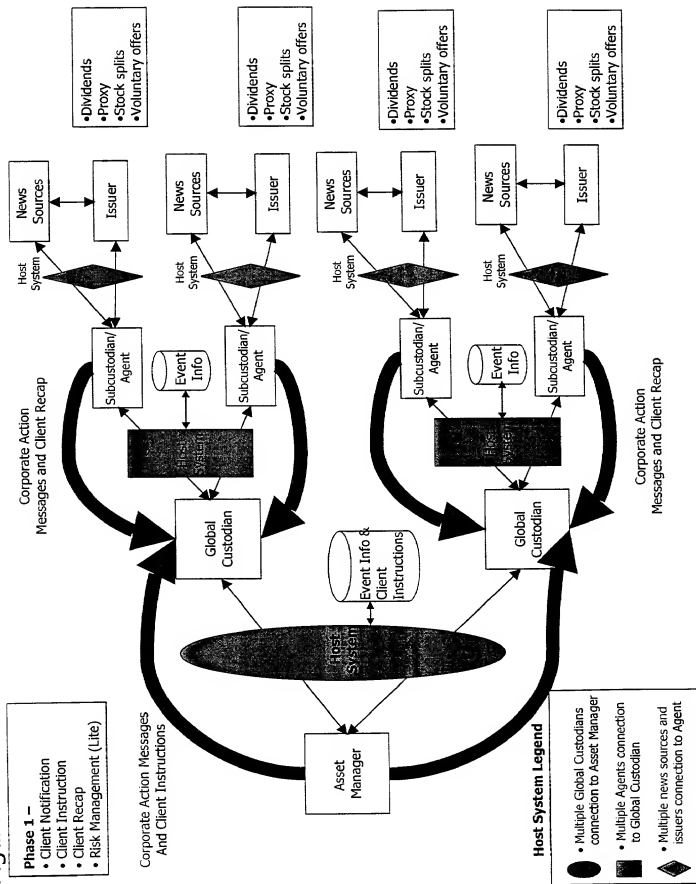 Phase 1 –
• Client Notification
• Client Instruction
• Client Recap
• Risk Management (Lite)
Corporate Action Messages
And Client Instructions
Asset
Manager
Host
System
Event Info &
Client
Instructions
Corporate Action
Messages and Client Recap
Global
Custodian
Host
System
Event
Info
Subcustodian/
Agent
Host
System
News
Sources
Issuer
•Dividends
•Proxy
•Stock splits
•Voluntary offers
Subcustodian/
Agent
Host
System
News
Sources
Issuer
•Dividends
•Proxy
•Stock splits
•Voluntary offers
Global
Custodian
Host
System
Event
Info
Subcustodian/
Agent
Host
System
News
Sources
Issuer
•Dividends
•Proxy
•Stock splits
•Voluntary offers
Subcustodian/
Agent
Host
System
News
Sources
Issuer
•Dividends
•Proxy
•Stock splits
•Voluntary offers
Corporate Action
Messages and Client Recap
Host System Legend
• Multiple Global Custodians
connection to Asset Manager
• Multiple Agents connection
to Global Custodian
• Multiple news sources and
issuers connection to Agent